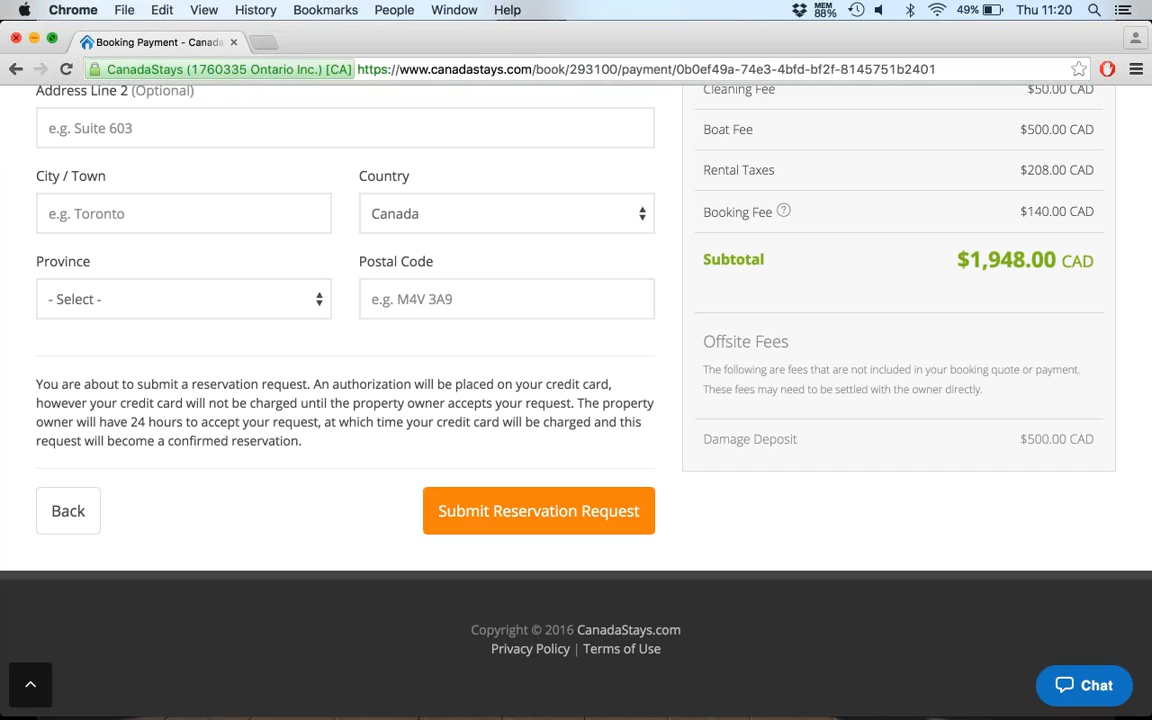 Chrome File Edit View History Bookmarks People Window Help MEM 88% 49% Thu 11:20
Booking Payment - Canada
CanadaStays (1760335 Ontario Inc.) [CA] https://www.canadastays.com/book/293100/payment/0b0ef49a-74e3-4bfd-bf2f-8145751b2401
Address Line 2 (Optional)
e.g. Suite 603
City / Town
Country
e.g. Toronto
Canada
Province
Postal Code
- Select -
e.g. M4V 3A9
You are about to submit a reservation request. An authorization will be placed on your credit card,
however your credit card will not be charged until the property owner accepts your request. The property
owner will have 24 hours to accept your request, at which time your credit card will be charged and this
request will become a confirmed reservation.
Back
Submit Reservation Request
Cleaning Fee $50.00 CAD
Boat Fee $500.00 CAD
Rental Taxes $208.00 CAD
Booking Fee ? $140.00 CAD
Subtotal $1,948.00 CAD
Offsite Fees
The following are fees that are not included in your booking quote or payment.
These fees may need to be settled with the owner directly.
Damage Deposit $500.00 CAD
Copyright © 2016 CanadaStays.com
Privacy Policy | Terms of Use
Chat